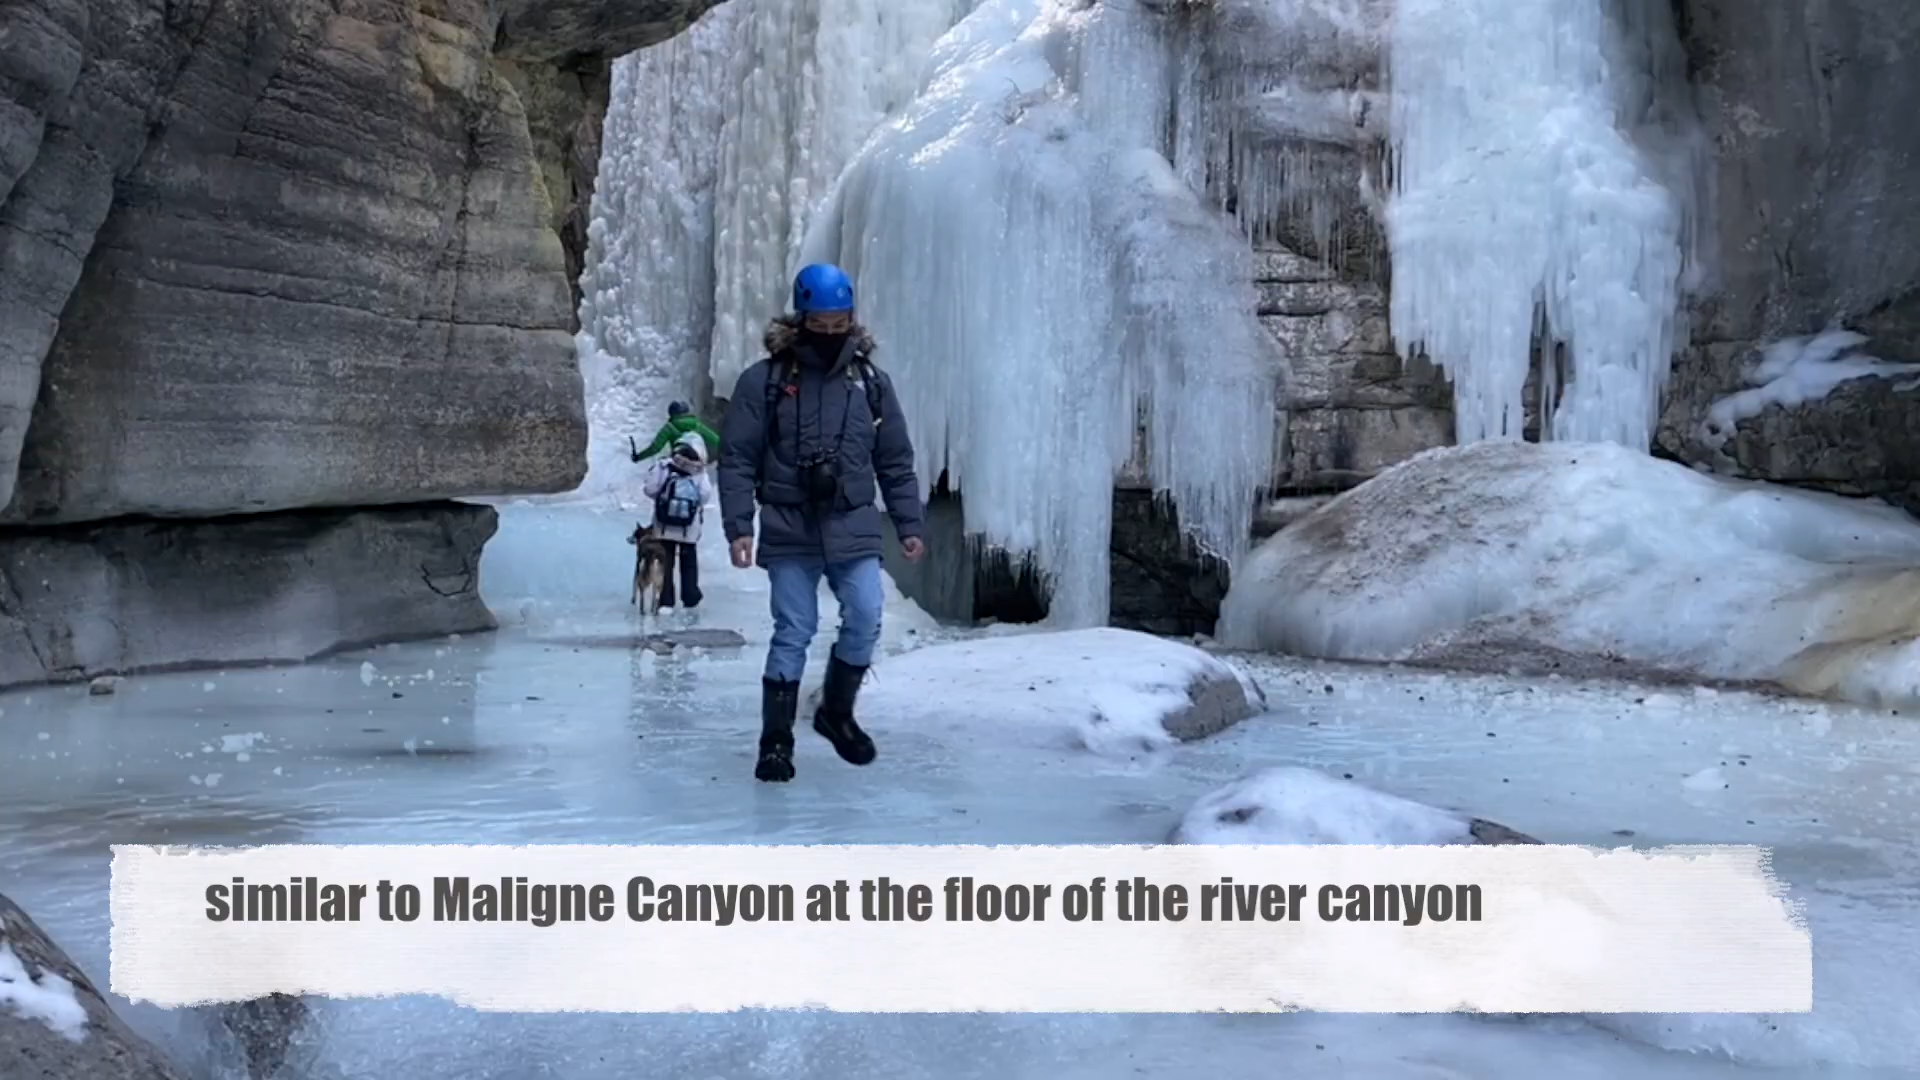 similar to Maligne Canyon at the floor of the river canyon